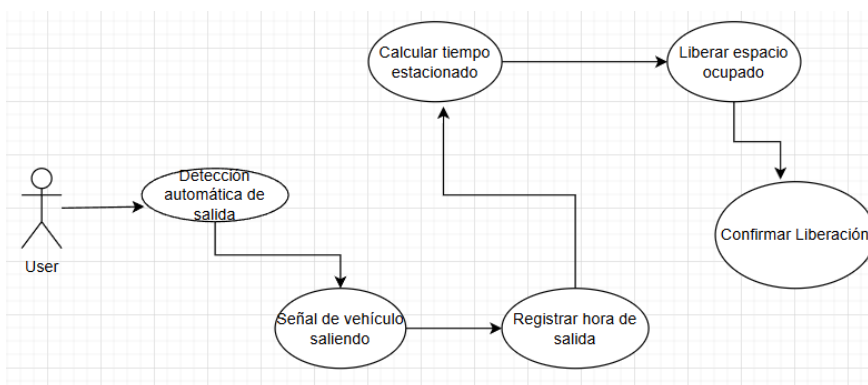 User
Detección
automática de
salida
Señal de vehículo
saliendo
Registrar hora de
salida
Calcular tiempo
estacionado
Liberar espacio
ocupado
Confirmar Liberación